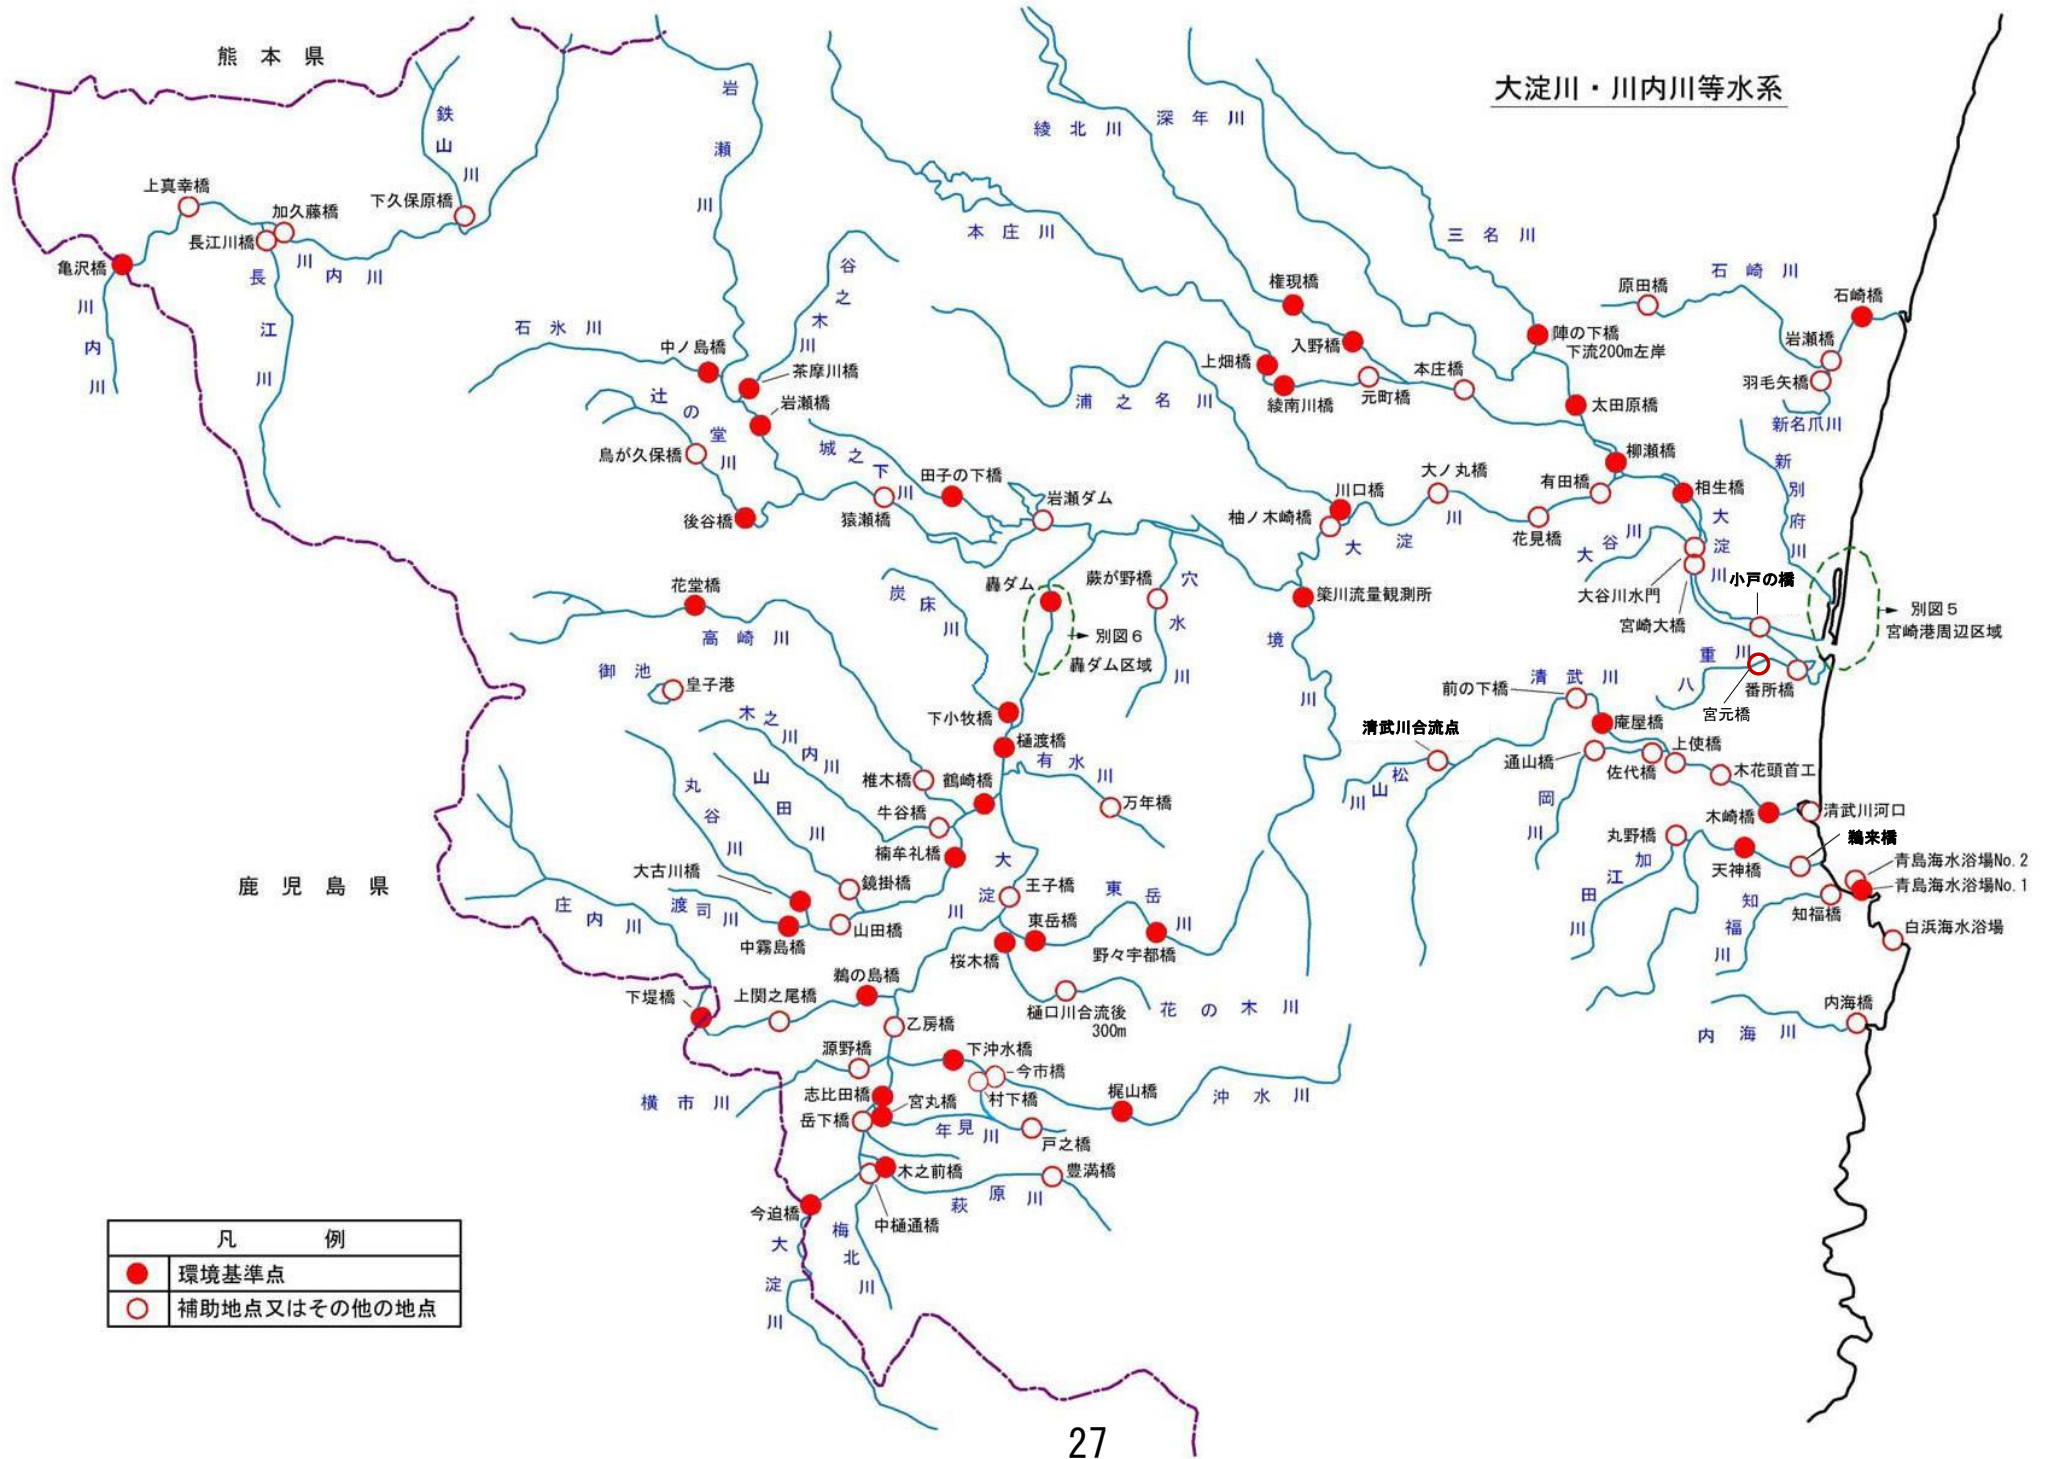 大淀川・川内川等水系
熊本県
鹿児島県
鉄山川
岩瀬川
綾北川
深年川
上真幸橋
加久藤橋
下久保原橋
長江川橋
亀沢橋
川内川
長江川
川内川
本庄川
三名川
谷之木川
石氷川
中ノ島橋
茶摩川橋
岩瀬橋
辻の堂川
鳥が久保橋
後谷橋
城之下川
田子の下橋
猿瀬橋
岩瀬ダム
浦之名川
権現橋
入野橋
上畑橋
綾南川橋
元町橋
本庄橋
陣の下橋
下流200m左岸
太田原橋
柳瀬橋
原田橋
石崎川
石崎橋
岩瀬橋
羽毛矢橋
新名爪川
新別府川
川口橋
柚ノ木崎橋
大ノ丸橋
有田橋
花見橋
相生橋
大淀川
大淀川
大谷川
大谷川水門
宮崎大橋
小戸の橋
別図5
宮崎港周辺区域
八重川
宮元橋
番所橋
花堂橋
高崎川
炭床川
轟ダム
別図6
轟ダム区域
蕨が野橋
穴水川
簗川流量観測所
境川
御池
皇子港
木之川内川
山田川
丸谷川
下小牧橋
樋渡橋
有水川
万年橋
椎木橋
鶴崎橋
牛谷橋
楠牟礼橋
大古川橋
渡司川
鏡掛橋
中霧島橋
山田橋
大淀川
王子橋
東岳川
東岳橋
桜木橋
野々宇都橋
花の木川
樋口川合流後
300m
庄内川
下堤橋
上関之尾橋
鵜の島橋
乙房橋
源野橋
下沖水橋
今市橋
村下橋
梶山橋
沖水川
横市川
志比田橋
岳下橋
宮丸橋
年見川
戸之橋
木之前橋
豊満橋
萩原川
今迫橋
中樋通橋
梅北川
大淀川
清武川
前の下橋
清武川合流点
松山川
庵屋橋
通山橋
佐代橋
上使橋
木花頭首工
岡川
木崎橋
清武川河口
丸野橋
加江田川
天神橋
鵜来橋
青島海水浴場No.2
青島海水浴場No.1
知福橋
知福川
白浜海水浴場
内海橋
内海川
凡例
環境基準点
補助地点又はその他の地点
27